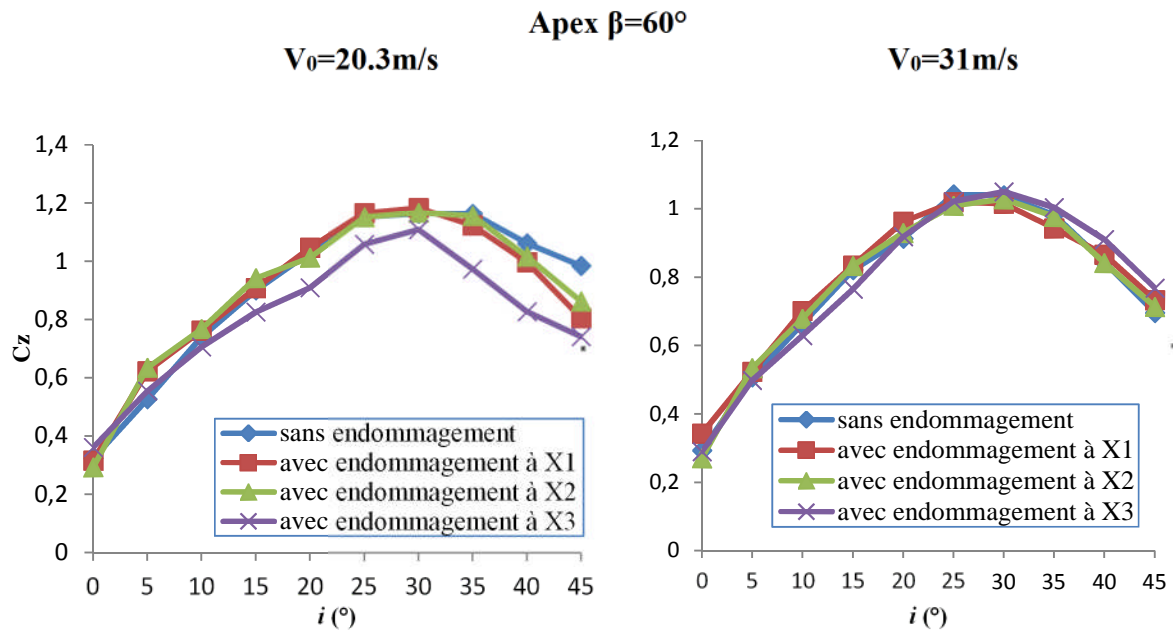 Apex β=60°
V₀=20.3m/s
V₀=31m/s
1,4
1,2
1
0,8
0,6
0,4
0,2
0
Cz
0 5 10 15 20 25 30 35 40 45
i (°)
sans endommagement
avec endommagement à X1
avec endommagement à X2
avec endommagement à X3
1,2
1
0,8
0,6
0,4
0,2
0
0 5 10 15 20 25 30 35 40 45
i (°)
sans endommagement
avec endommagement à X1
avec endommagement à X2
avec endommagement à X3